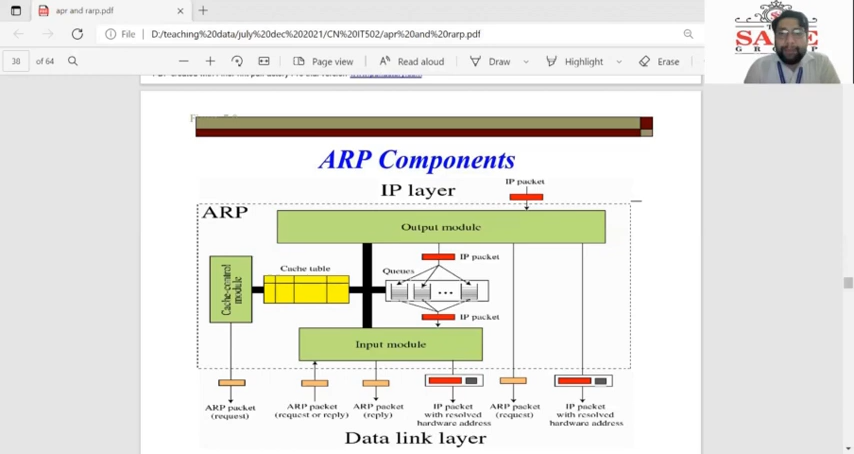 apr and rarp.pdf
File
D:/teaching%20data/july%20dec%202021/CN%20IT502/apr%20and%20rarp.pdf
38
of 64
Page view
Read aloud
Draw
Highlight
Erase
SAGE
GROUP
ARP Components
IP layer
IP packet
ARP
Output module
IP packet
Cache table
Queues
Cache-control
module
IP packet
Input module
ARP packet
(request)
ARP packet
(request or reply)
ARP packet
(reply)
IP packet
with resolved
hardware address
ARP packet
(request)
IP packet
with resolved
hardware address
Data link layer